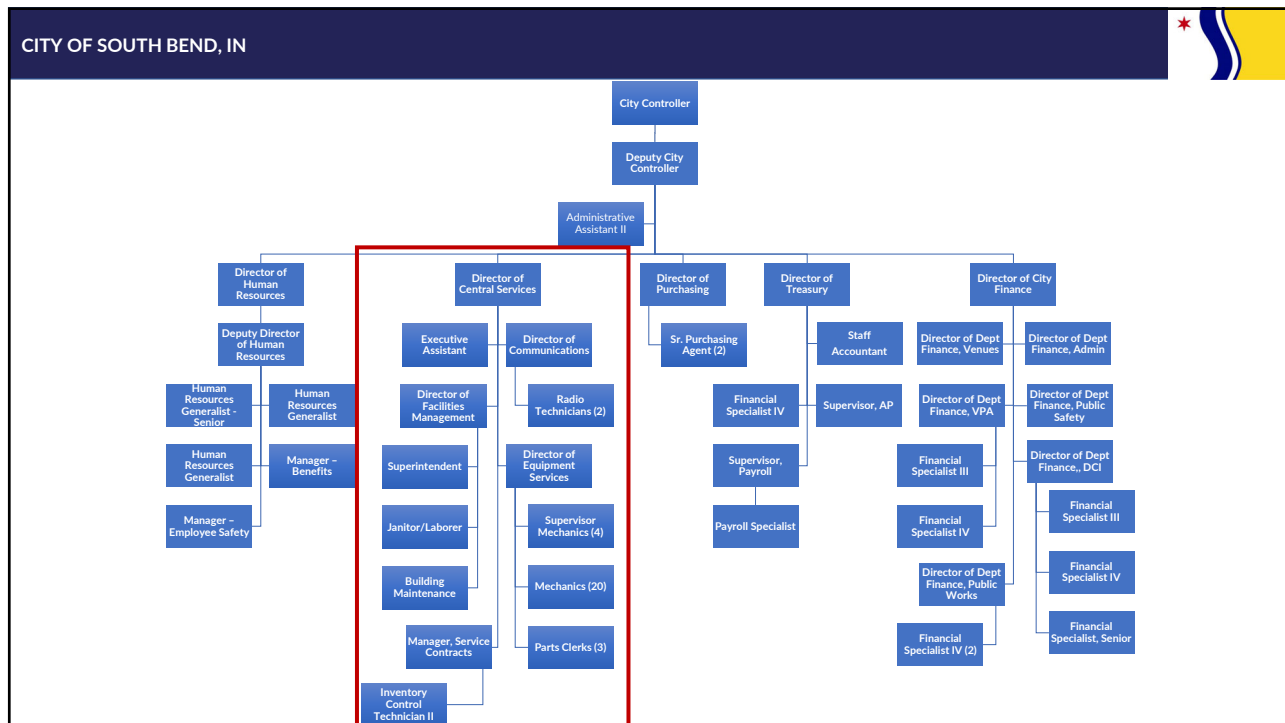 CITY OF SOUTH BEND, IN
City Controller
Deputy City
Controller
Administrative
Assistant II
Director of
Human
Resources
Deputy Director
of Human
Resources
Human
Resources
Generalist -
Senior
Human
Resources
Generalist
Human
Resources
Generalist
Manager –
Benefits
Manager –
Employee Safety
Director of
Central Services
Executive
Assistant
Director of
Communications
Director of
Facilities
Management
Radio
Technicians (2)
Superintendent
Director of
Equipment
Services
Janitor/Laborer
Supervisor
Mechanics (4)
Building
Maintenance
Mechanics (20)
Manager, Service
Contracts
Parts Clerks (3)
Inventory
Control
Technician II
Director of
Purchasing
Sr. Purchasing
Agent (2)
Director of
Treasury
Staff
Accountant
Financial
Specialist IV
Supervisor, AP
Supervisor,
Payroll
Payroll Specialist
Director of City
Finance
Director of Dept
Finance, Venues
Director of Dept
Finance, Admin
Director of Dept
Finance, VPA
Director of Dept
Finance, Public
Safety
Financial
Specialist III
Director of Dept
Finance,, DCI
Financial
Specialist IV
Financial
Specialist III
Director of Dept
Finance, Public
Works
Financial
Specialist IV
Financial
Specialist IV (2)
Financial
Specialist, Senior